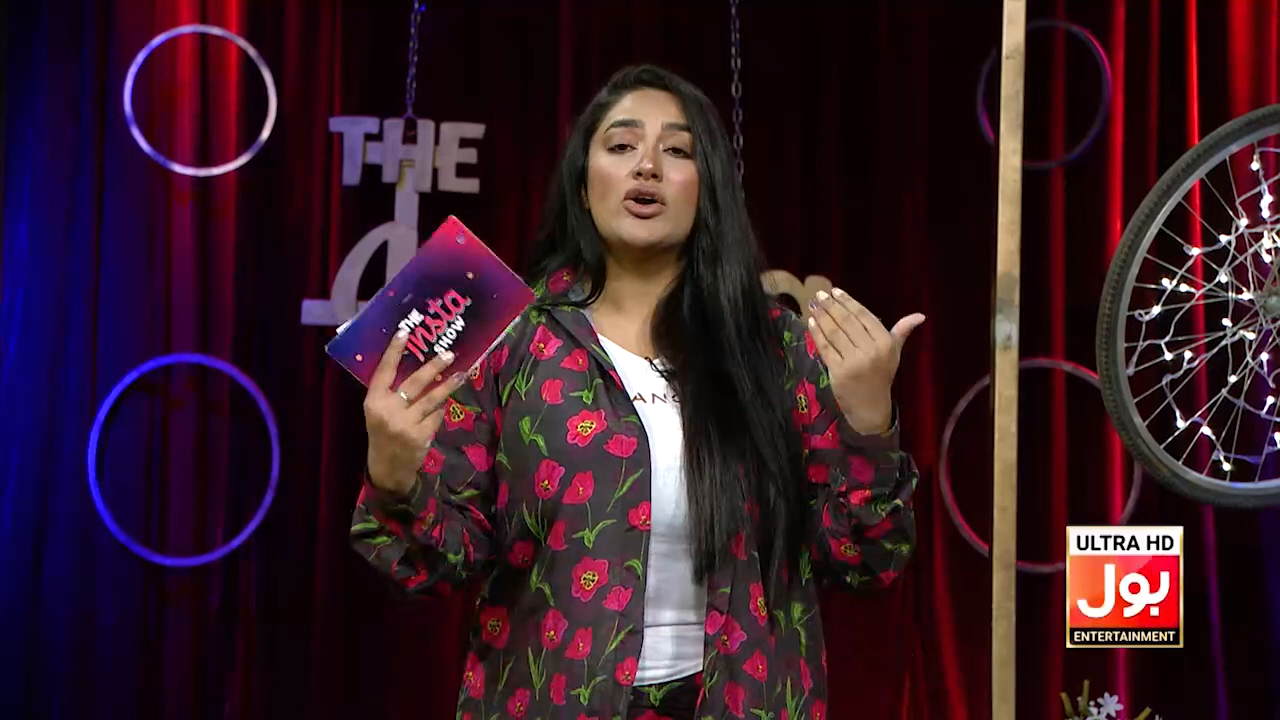 THE
THE
Insta
SHOW
ULTRA HD
بول
ENTERTAINMENT